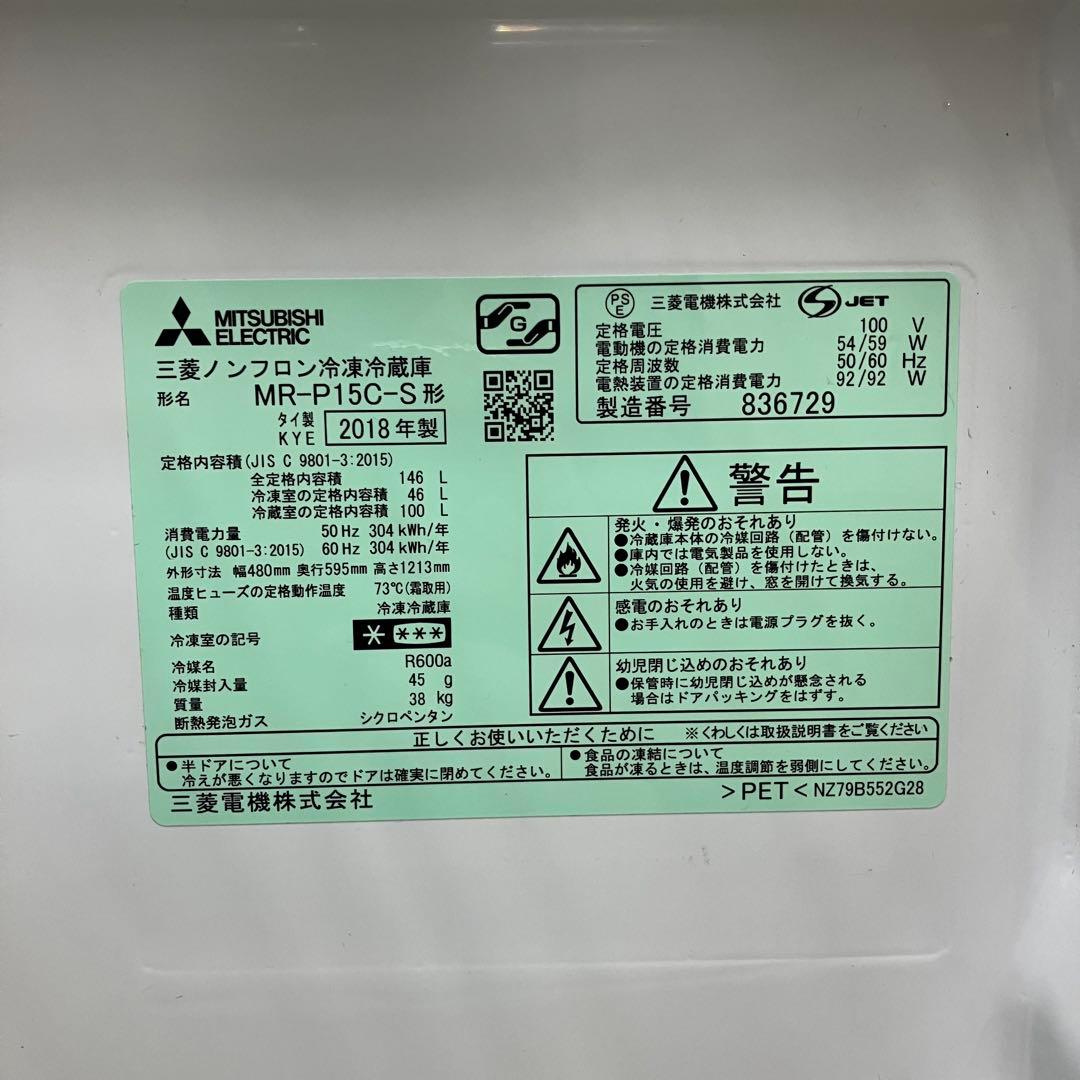 MITSUBISHI
ELECTRIC
G
三菱ノンフロン冷凍冷蔵庫
形名 MR-P15C-S形
タイ製
KYE 2018年製
定格内容積(JIS C 9801-3:2015)
全定格内容積 146 L
冷凍室の定格内容積 46 L
冷蔵室の定格内容積 100 L
消費電力量 50 Hz 304 kWh/年
(JIS C 9801-3:2015) 60 Hz 304 kWh/年
外形寸法 幅480mm 奥行595mm 高さ1213mm
温度ヒューズの定格動作温度 73℃(霜取用)
種類 冷凍冷蔵庫
冷凍室の記号 * ***
冷媒名 R600a
冷媒封入量 45 g
質量 38 kg
断熱発泡ガス シクロペンタン
PSE 三菱電機株式会社 S JET
定格電圧 100 V
電動機の定格消費電力 54/59 W
定格周波数 50/60 Hz
電熱装置の定格消費電力 92/92 W
製造番号 836729
警告
発火・爆発のおそれあり
●冷蔵庫本体の冷媒回路（配管）を傷付けない。
●庫内では電気製品を使用しない。
●冷媒回路（配管）を傷付けたときは、
火気の使用を避け、窓を開けて換気する。
感電のおそれあり
●お手入れのときは電源プラグを抜く。
幼児閉じ込めのおそれあり
●保管時に幼児閉じ込めが懸念される
場合はドアパッキングをはずす。
正しくお使いいただくために ※くわしくは取扱説明書をご覧ください
●半ドアについて
冷えが悪くなりますのでドアは確実に閉めてください。
●食品の凍結について
食品が凍るときは、温度調節を弱側にしてください。
三菱電機株式会社
>PET< NZ79B552G28